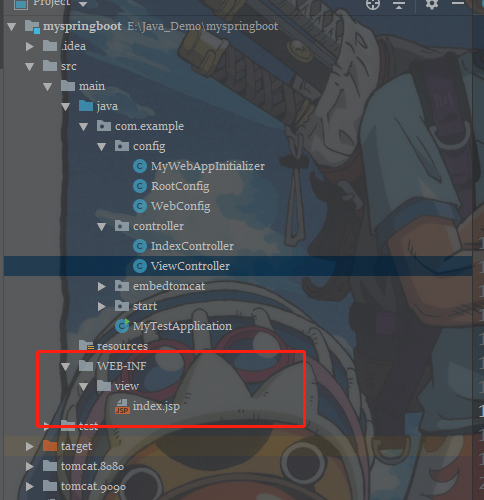 Project
myspringboot E:\Java_Demo\myspringboot
.idea
src
main
java
com.example
config
MyWebAppInitializer
RootConfig
WebConfig
controller
IndexController
ViewController
embedtomcat
start
MyTestApplication
resources
WEB-INF
view
JSP index.jsp
test
target
tomcat.8080
tomcat.9090